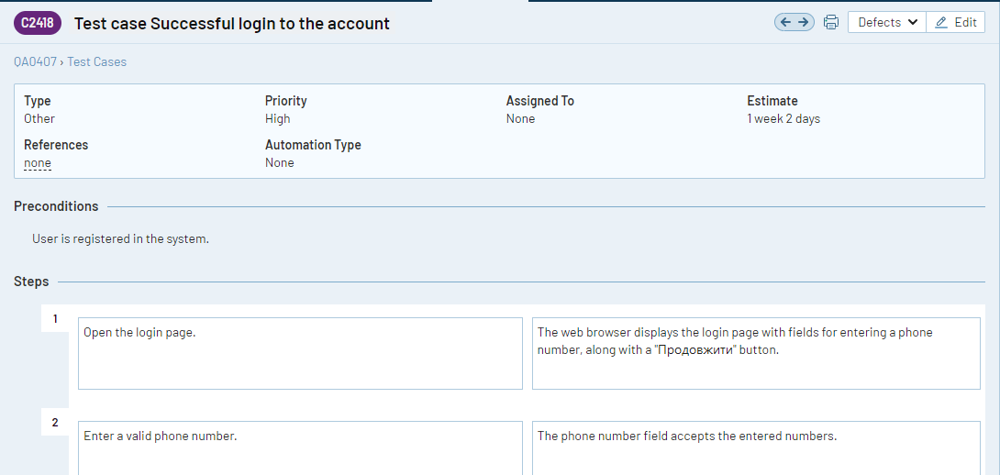 C2418 Test case Successful login to the account
Defects
Edit
QA0407 › Test Cases
Type Priority Assigned To Estimate
Other High None 1 week 2 days
References Automation Type
none None
Preconditions
User is registered in the system.
Steps
1
Open the login page.
The web browser displays the login page with fields for entering a phone
number, along with a "Продовжити" button.
2
Enter a valid phone number.
The phone number field accepts the entered numbers.